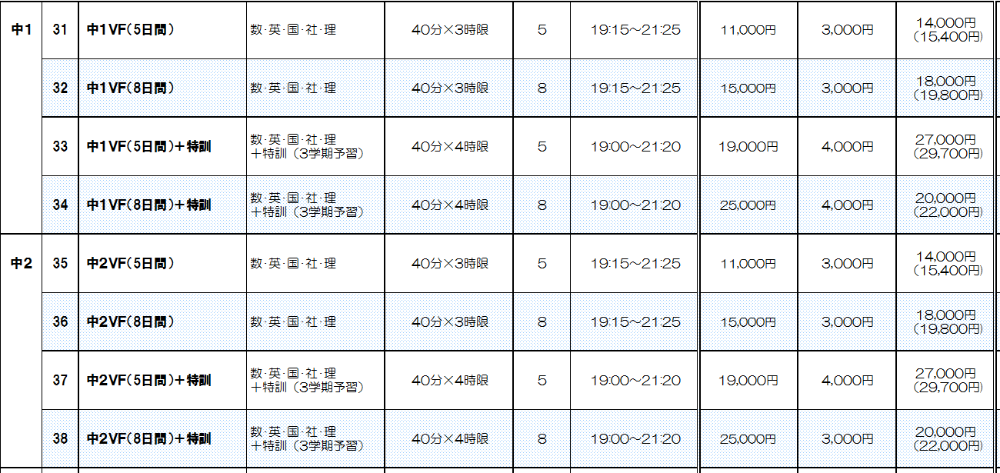 中1 31 中1VF(5日間) 数・英・国・社・理 40分×3時限 5 19:15～21:25 11,000円 3,000円 14,000円
(15,400円)
32 中1VF(8日間) 数・英・国・社・理 40分×3時限 8 19:15～21:25 15,000円 3,000円 18,000円
(19,800円)
33 中1VF(5日間)＋特訓 数・英・国・社・理 40分×4時限 5 19:00～21:20 19,000円 4,000円 27,000円
＋特訓（3学期予習） (29,700円)
34 中1VF(8日間)＋特訓 数・英・国・社・理 40分×4時限 8 19:00～21:20 25,000円 4,000円 20,000円
＋特訓（3学期予習） (22,000円)
中2 35 中2VF(5日間) 数・英・国・社・理 40分×3時限 5 19:15～21:25 11,000円 3,000円 14,000円
(15,400円)
36 中2VF(8日間) 数・英・国・社・理 40分×3時限 8 19:15～21:25 15,000円 3,000円 18,000円
(19,800円)
37 中2VF(5日間)＋特訓 数・英・国・社・理 40分×4時限 5 19:00～21:20 19,000円 4,000円 27,000円
＋特訓（3学期予習） (29,700円)
38 中2VF(8日間)＋特訓 数・英・国・社・理 40分×4時限 8 19:00～21:20 25,000円 3,000円 20,000円
＋特訓（3学期予習） (22,000円)